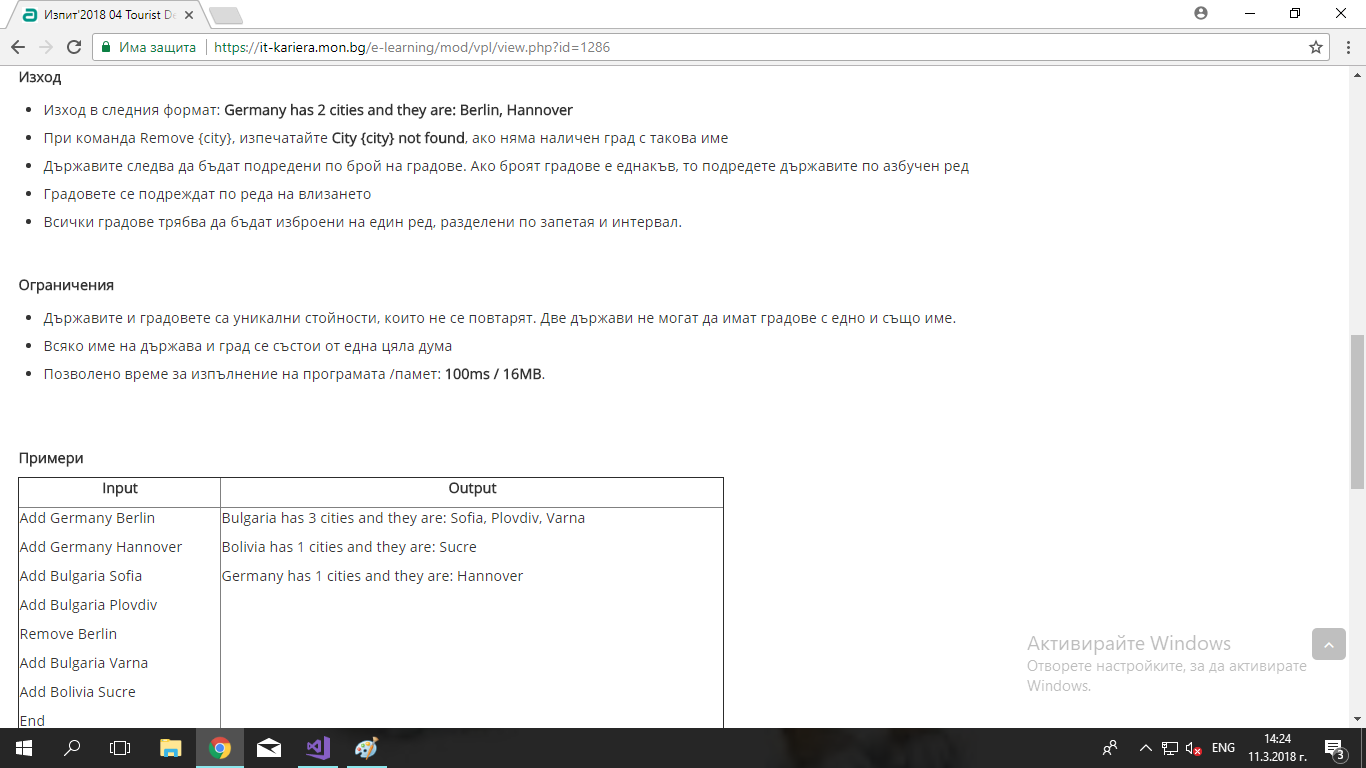 Изпит'2018 04 Tourist De
Има защита https://it-kariera.mon.bg/e-learning/mod/vpl/view.php?id=1286
Изход
Изход в следния формат: Germany has 2 cities and they are: Berlin, Hannover
При команда Remove {city}, изпечатайте City {city} not found, ако няма наличен град с такова име
Държавите следва да бъдат подредени по брой на градове. Ако броят градове е еднакъв, то подредете държавите по азбучен ред
Градовете се подреждат по реда на влизането
Всички градове трябва да бъдат изброени на един ред, разделени по запетая и интервал.
Ограничения
Държавите и градовете са уникални стойности, които не се повтарят. Две държави не могат да имат градове с едно и също име.
Всяко име на държава и град се състои от една цяла дума
Позволено време за изпълнение на програмата /памет: 100ms / 16MB.
Примери
Input Output
Add Germany Berlin Bulgaria has 3 cities and they are: Sofia, Plovdiv, Varna
Add Germany Hannover Bolivia has 1 cities and they are: Sucre
Add Bulgaria Sofia Germany has 1 cities and they are: Hannover
Add Bulgaria Plovdiv
Remove Berlin
Add Bulgaria Varna
Add Bolivia Sucre
End
Активирайте Windows
Отворете настройките, за да активирате
Windows.
ENG
14:24
11.3.2018 г.
3